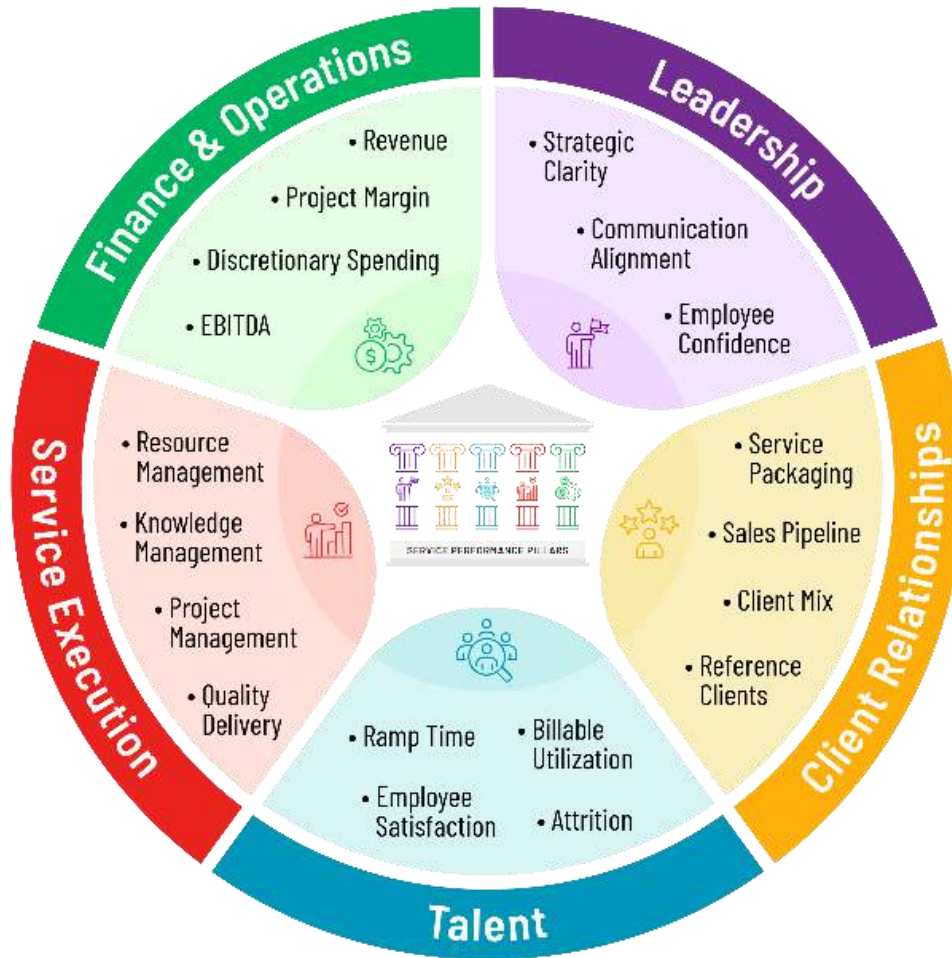 Finance & Operations
• Revenue
• Project Margin
• Discretionary Spending
• EBITDA
$
Leadership
• Strategic
Clarity
• Communication
Alignment
• Employee
Confidence
Client Relationships
• Service
Packaging
• Sales Pipeline
• Client Mix
• Reference
Clients
Talent
• Ramp Time
• Billable
Utilization
• Employee
Satisfaction
• Attrition
Service Execution
• Resource
Management
• Knowledge
Management
• Project
Management
• Quality
Delivery
SERVICE PERFORMANCE PILLARS